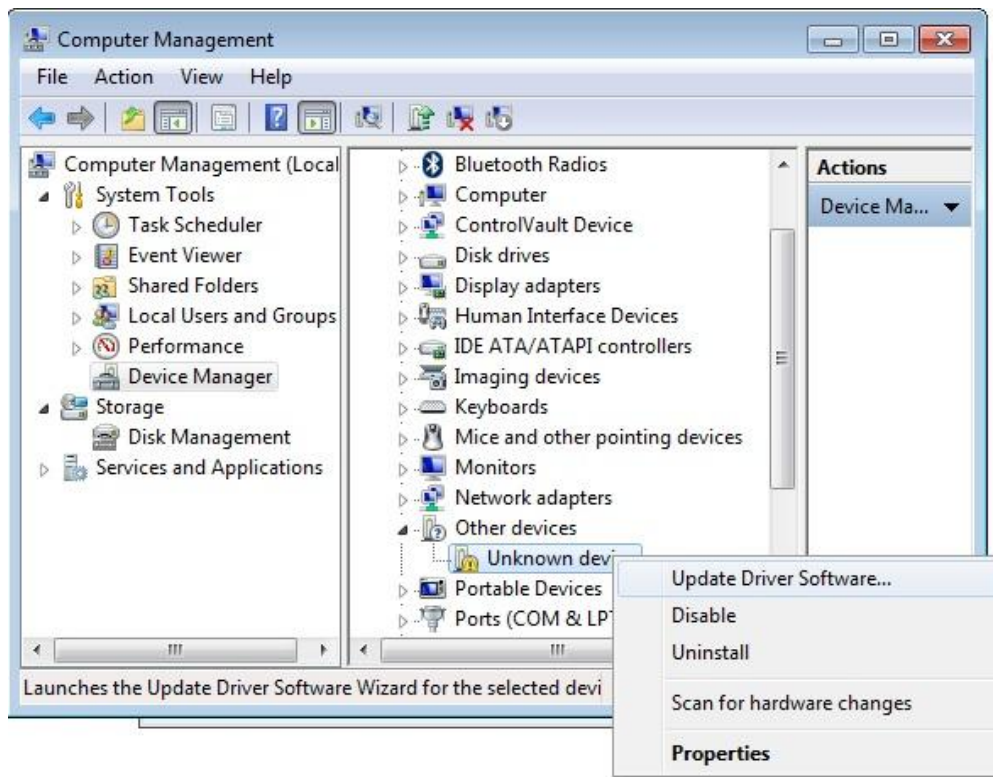 Computer Management
File Action View Help
Computer Management (Local
System Tools
Task Scheduler
Event Viewer
Shared Folders
Local Users and Groups
Performance
Device Manager
Storage
Disk Management
Services and Applications
Bluetooth Radios
Computer
ControlVault Device
Disk drives
Display adapters
Human Interface Devices
IDE ATA/ATAPI controllers
Imaging devices
Keyboards
Mice and other pointing devices
Monitors
Network adapters
Other devices
Unknown devi
Portable Devices
Ports (COM & LP
Actions
Device Ma...
Update Driver Software...
Disable
Uninstall
Scan for hardware changes
Properties
Launches the Update Driver Software Wizard for the selected devi